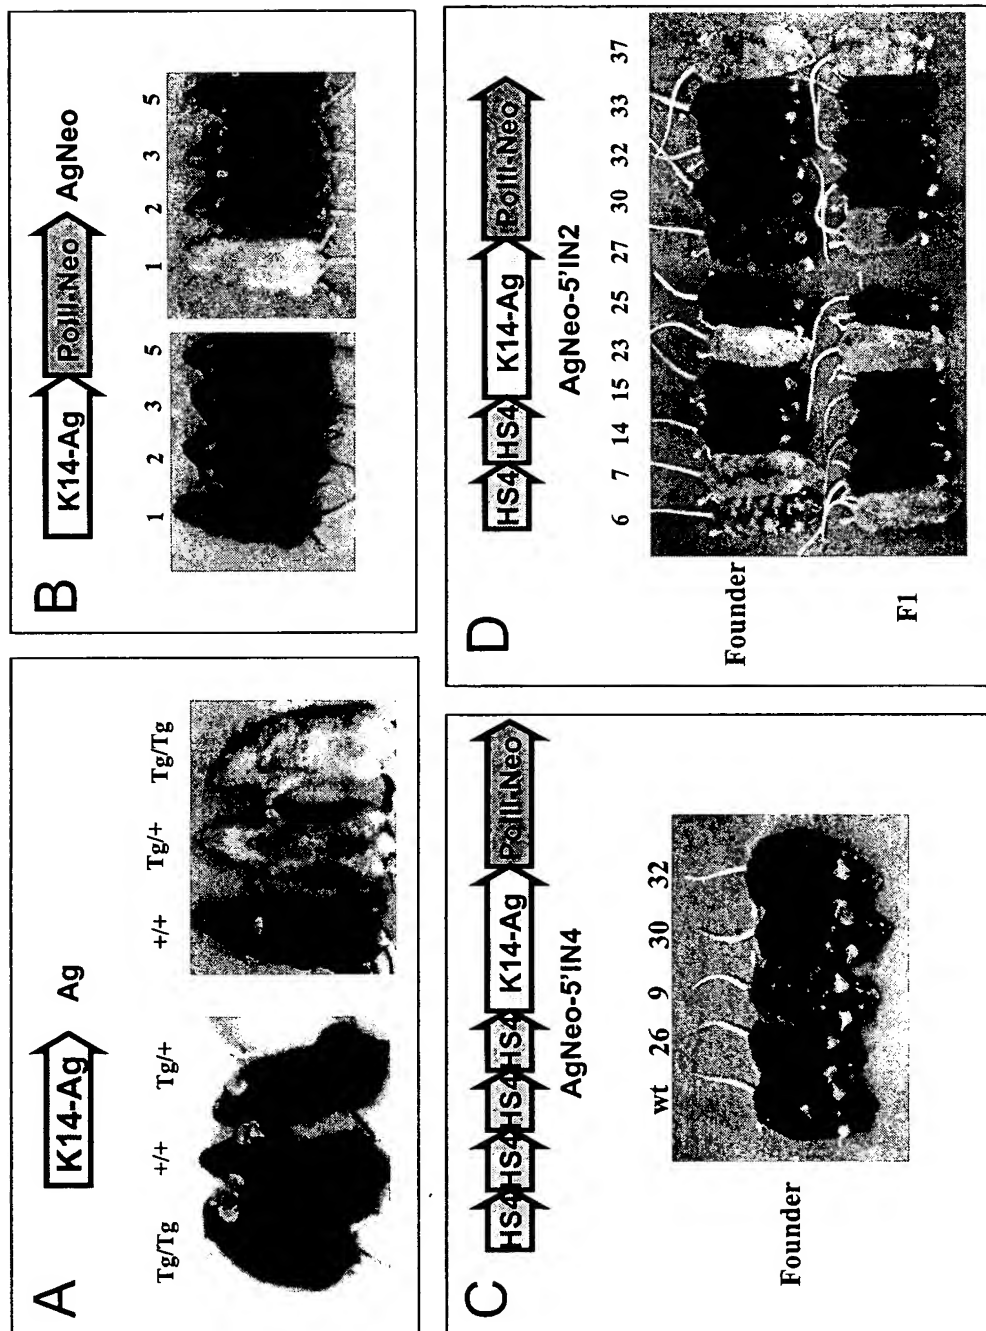 A
K14-Ag Ag
Tg/Tg +/+ Tg/+
+/+ Tg/+ Tg/Tg
B
K14-Ag PolII-Neo AgNeo
1 2 3 5
1 2 3 5
C
HS4 HS4 HS4 HS4 K14-Ag PolII-Neo
AgNeo-5'IN4
wt 26 9 30 32
Founder
D
HS4 HS4 K14-Ag PolII-Neo
AgNeo-5'IN2
6 7 14 15 23 25 27 30 32 33 37
Founder
F1